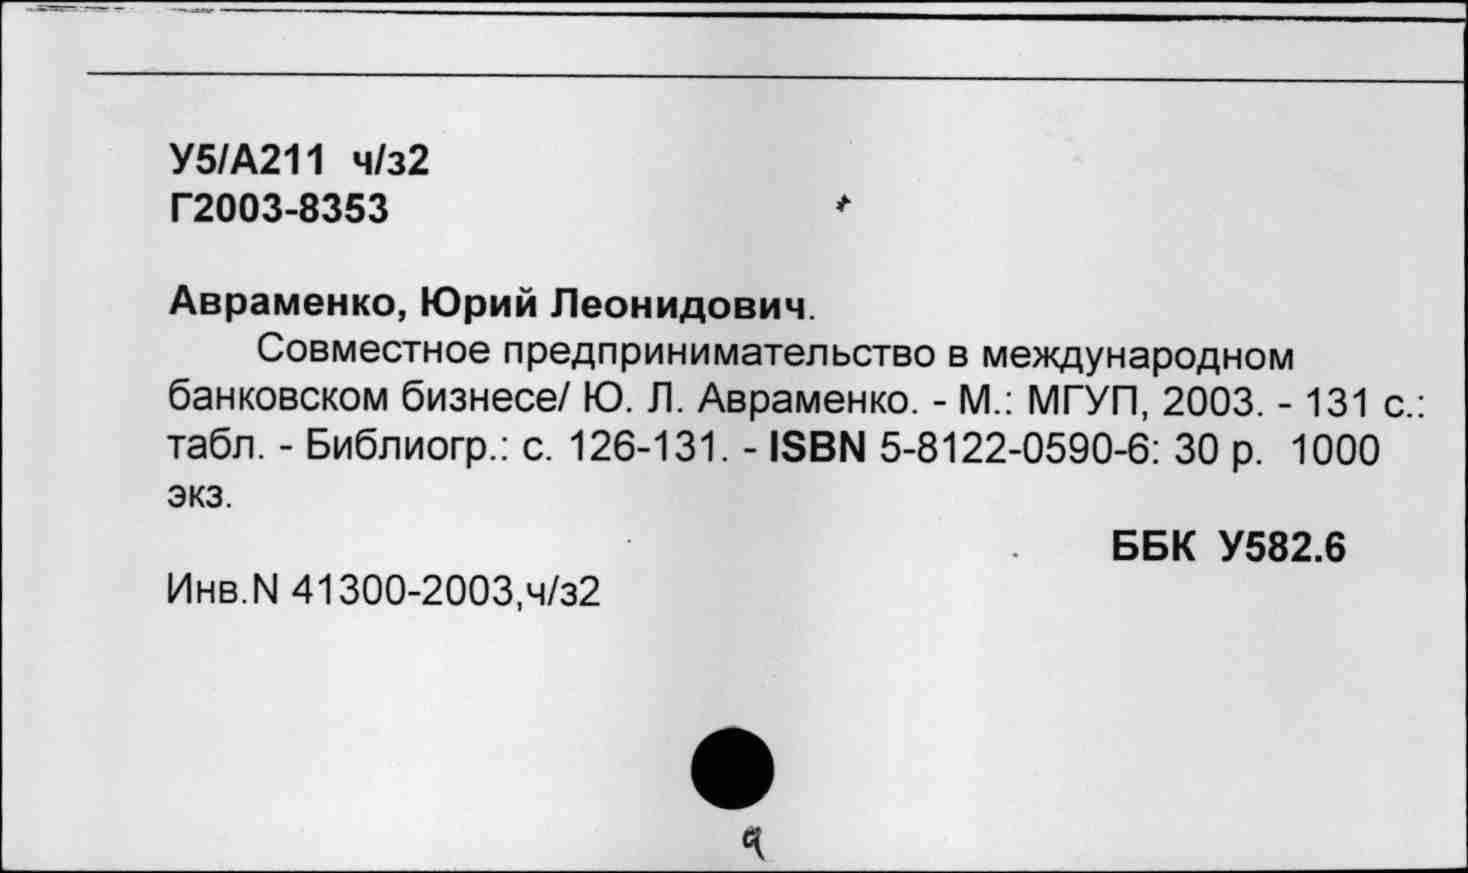 У5/А211 ч/з2
Г2003-8353
Авраменко, Юрий Леонидович.
Совместное предпринимательство в международном
банковском бизнесе/ Ю. Л. Авраменко. - М.: МГУП, 2003. - 131 с.:
табл. - Библиогр.: с. 126-131. - ISBN 5-8122-0590-6: 30 р. 1000
экз.
ББК У582.6
Инв.N 41300-2003,ч/з2